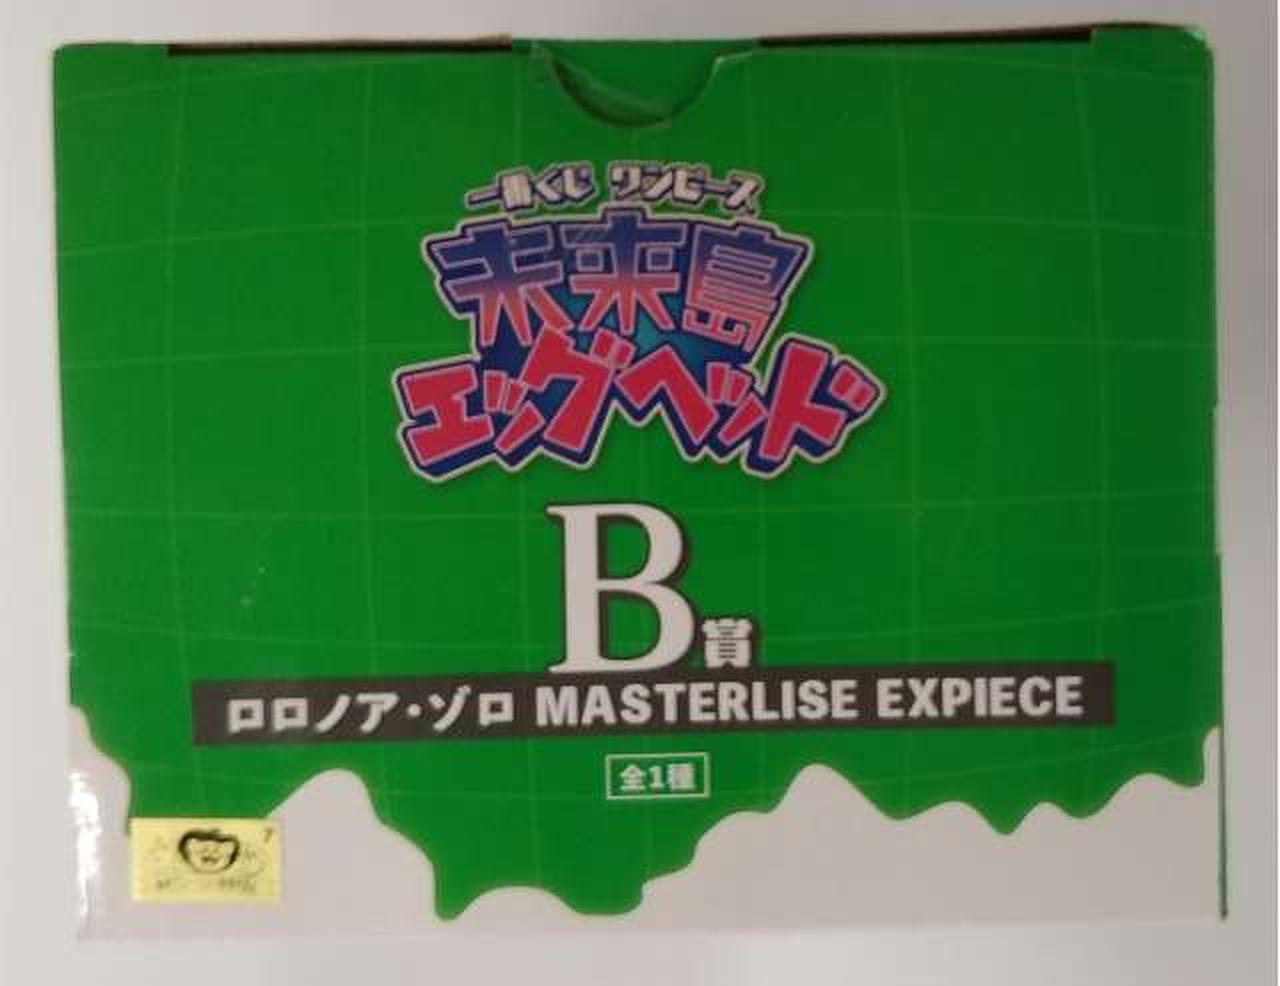 一番くじ ワンピース
未来島
エッグヘッド
B賞
ロロノア・ゾロ MASTERLISE EXPIECE
全1種